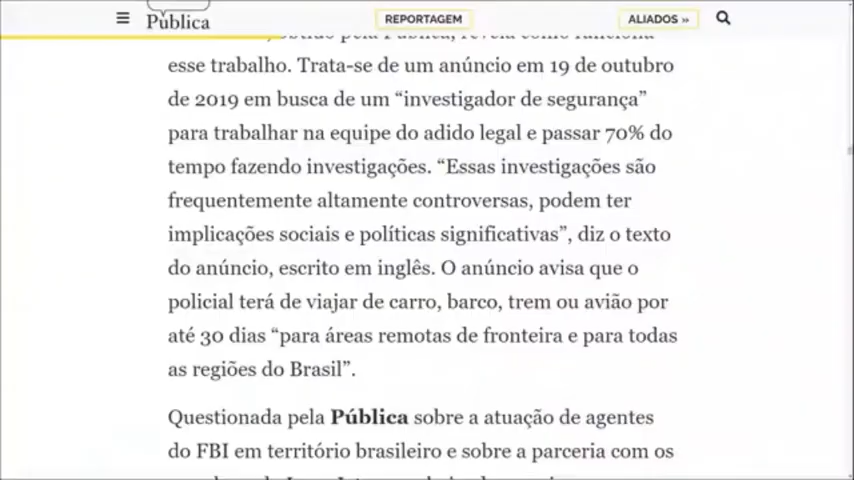 Pública
REPORTAGEM
ALIADOS »
pela Pública, revela como funciona
esse trabalho. Trata-se de um anúncio em 19 de outubro
de 2019 em busca de um “investigador de segurança”
para trabalhar na equipe do adido legal e passar 70% do
tempo fazendo investigações. “Essas investigações são
frequentemente altamente controversas, podem ter
implicações sociais e políticas significativas”, diz o texto
do anúncio, escrito em inglês. O anúncio avisa que o
policial terá de viajar de carro, barco, trem ou avião por
até 30 dias “para áreas remotas de fronteira e para todas
as regiões do Brasil”.
Questionada pela Pública sobre a atuação de agentes
do FBI em território brasileiro e sobre a parceria com os